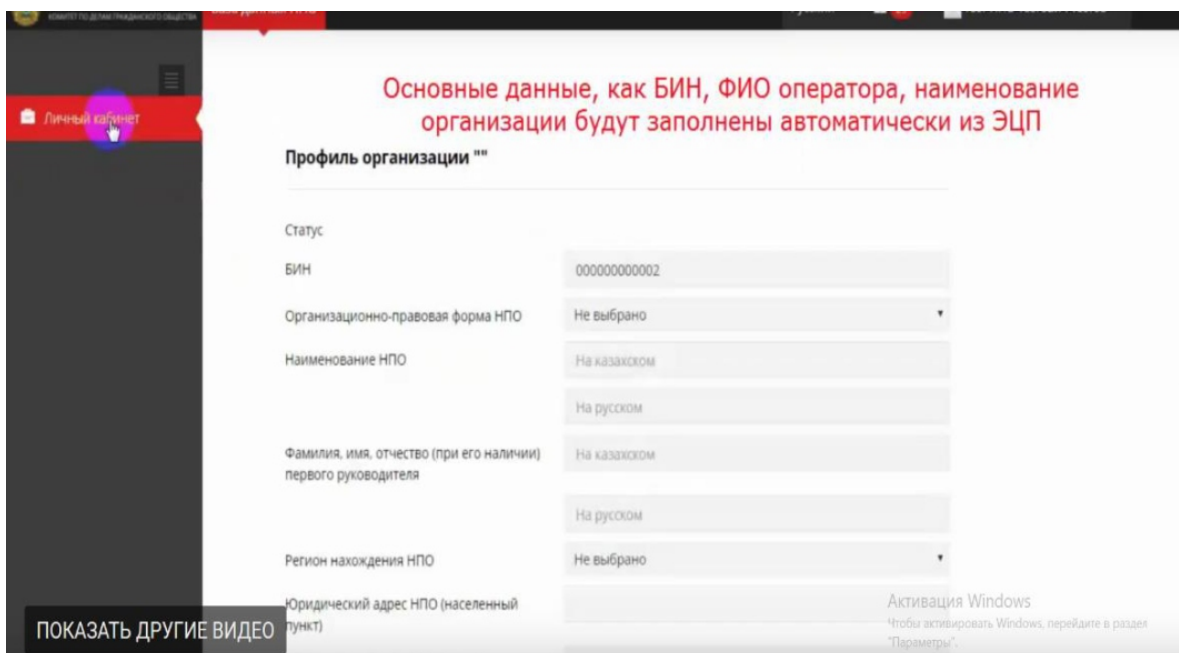 КОМИТЕТ ПО ДЕЛАМ ГРАЖДАНСКОГО ОБЩЕСТВА
Личный кабинет
Основные данные, как БИН, ФИО оператора, наименование
организации будут заполнены автоматически из ЭЦП
Профиль организации ""
Статус
БИН
000000000002
Организационно-правовая форма НПО
Не выбрано
Наименование НПО
На казахском
На русском
Фамилия, имя, отчество (при его наличии)
первого руководителя
На казахском
На русском
Регион нахождения НПО
Не выбрано
Юридический адрес НПО (населенный
пункт)
ПОКАЗАТЬ ДРУГИЕ ВИДЕО
Активация Windows
Чтобы активировать Windows, перейдите в раздел
"Параметры".